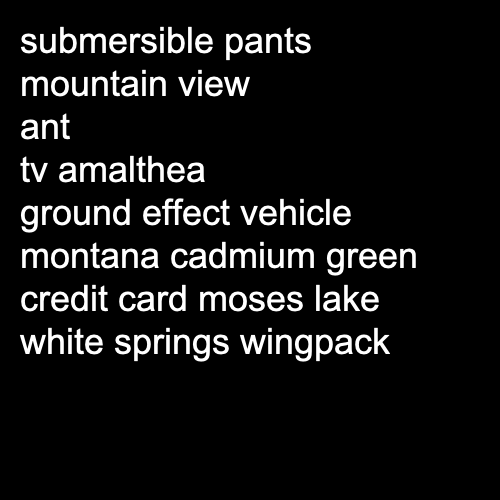 submersible pants
mountain view
ant
tv amalthea
ground effect vehicle
montana cadmium green
credit card moses lake
white springs wingpack